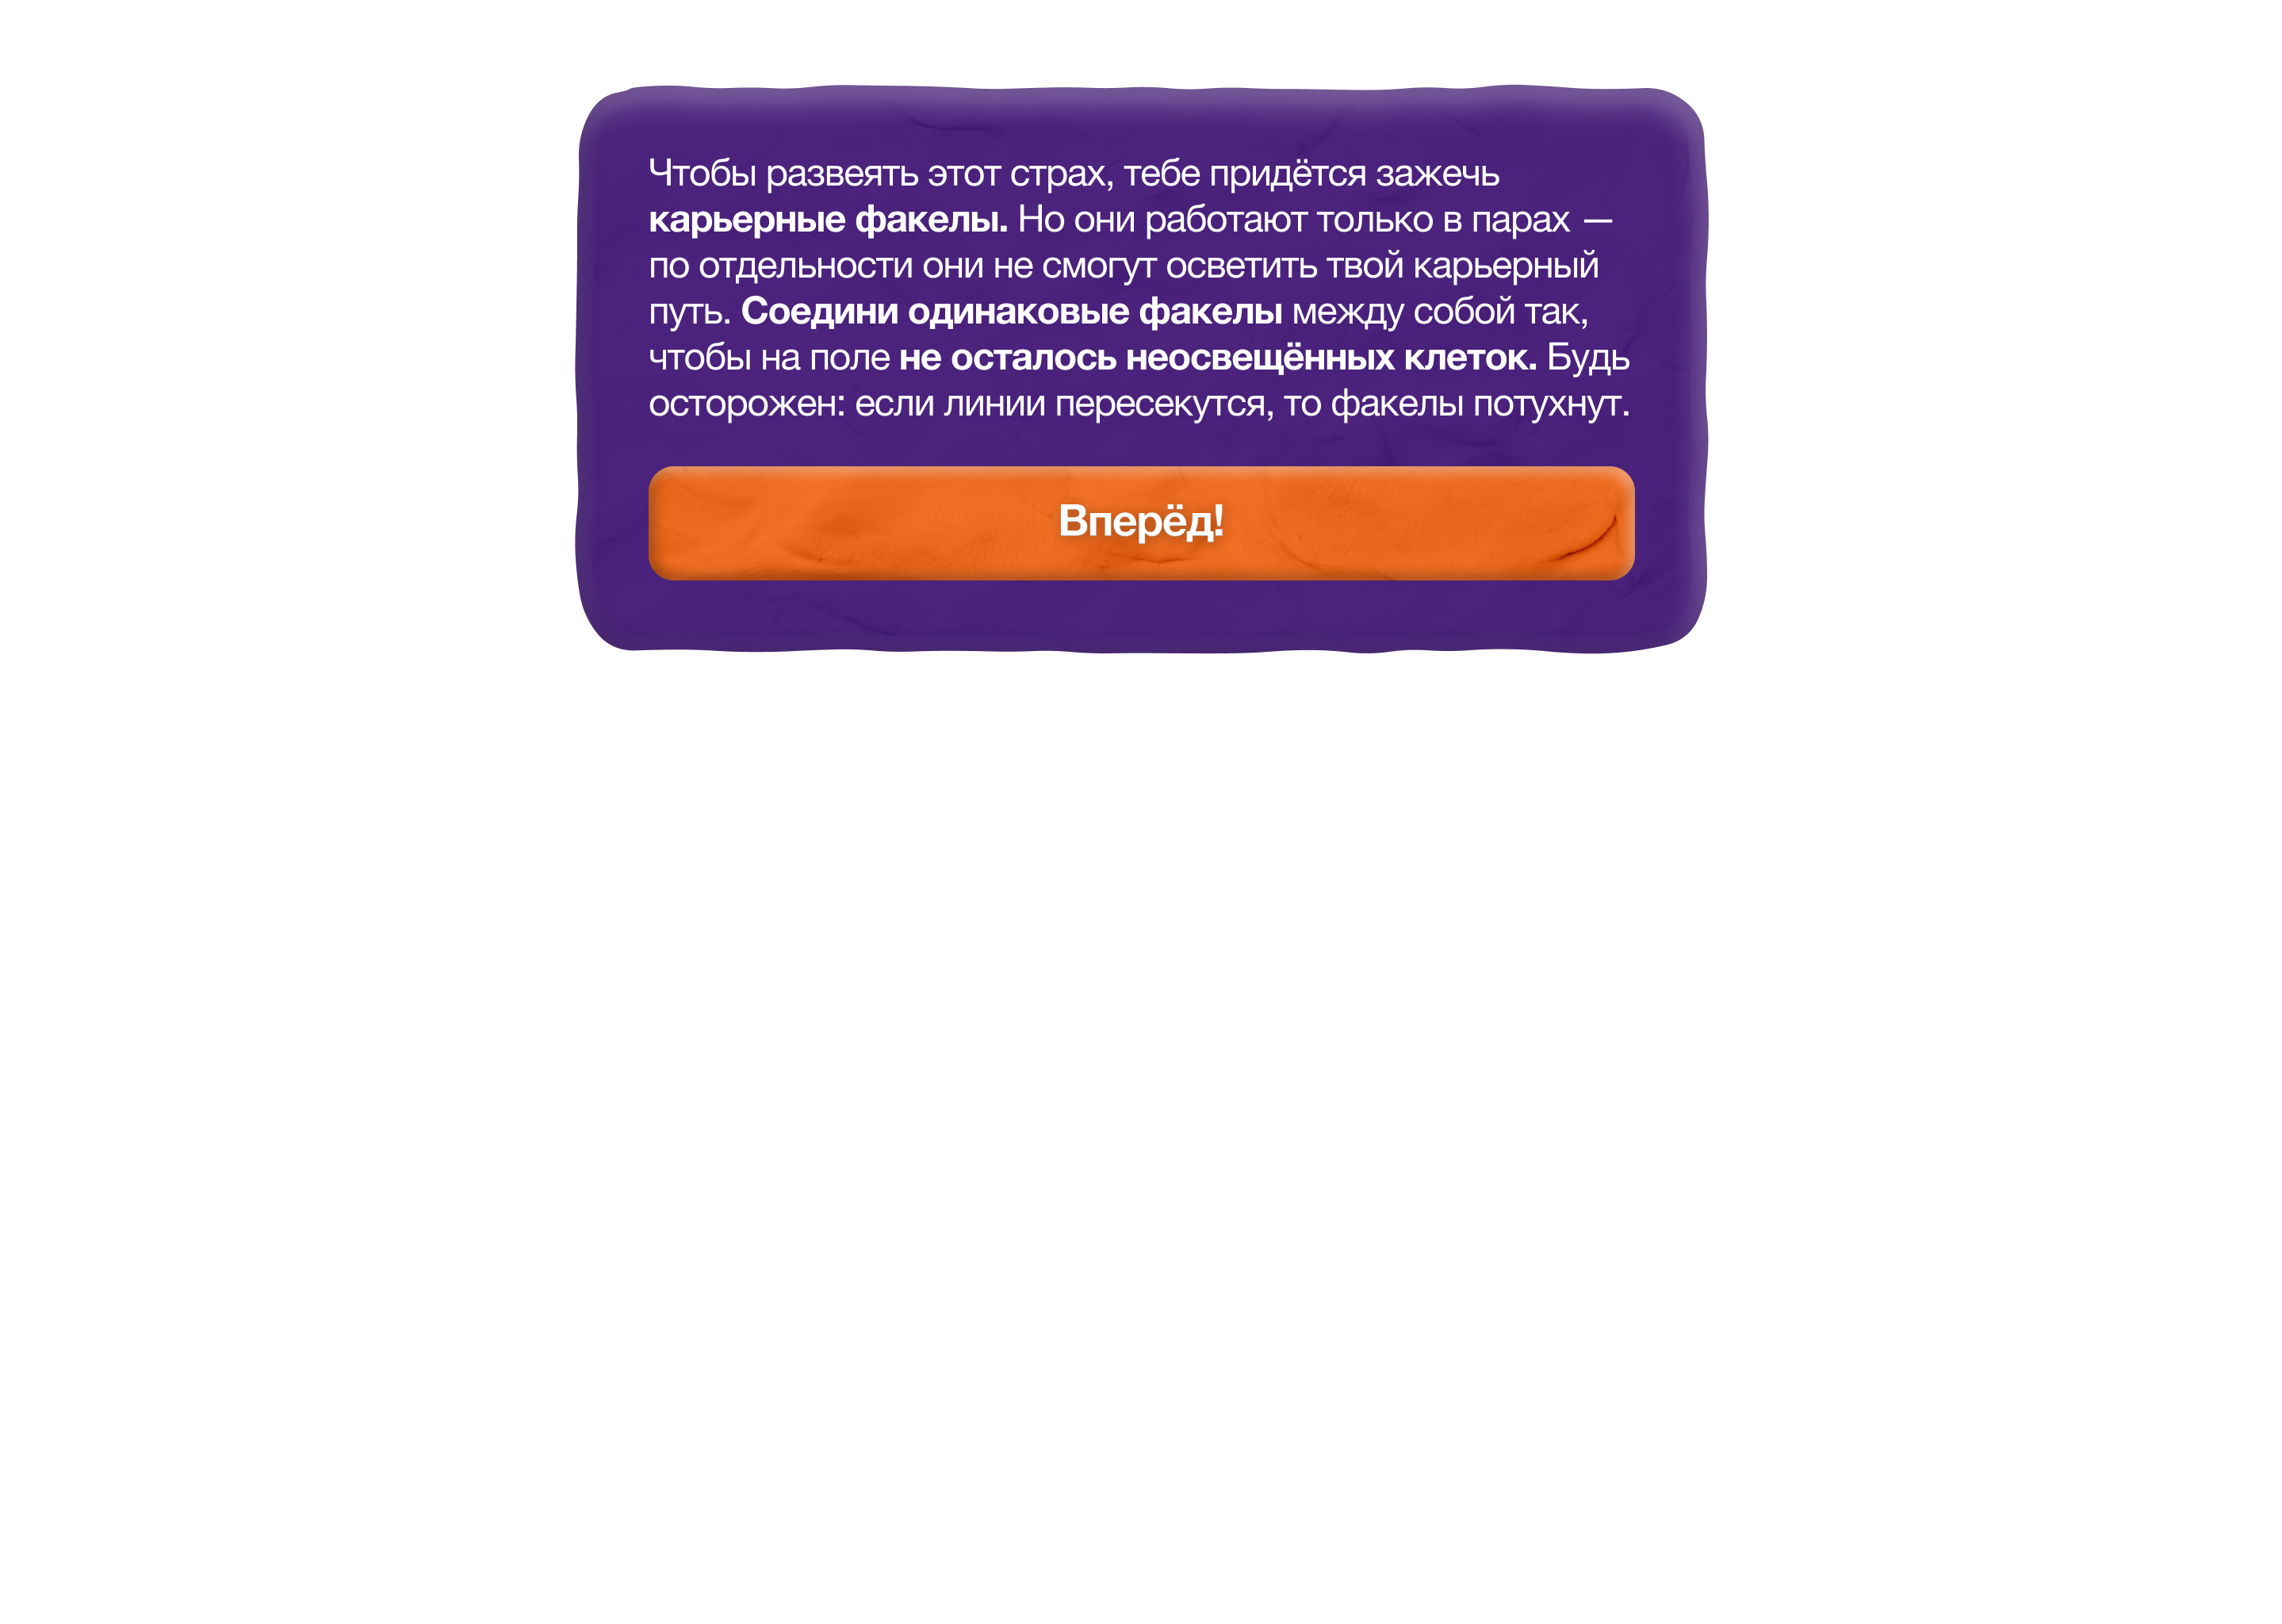 Чтобы развеять этот страх, тебе придётся зажечь
карьерные факелы. Но они работают только в парах —
по отдельности они не смогут осветить твой карьерный
путь. Соедини одинаковые факелы между собой так,
чтобы на поле не осталось неосвещённых клеток. Будь
осторожен: если линии пересекутся, то факелы потухнут.
Вперёд!